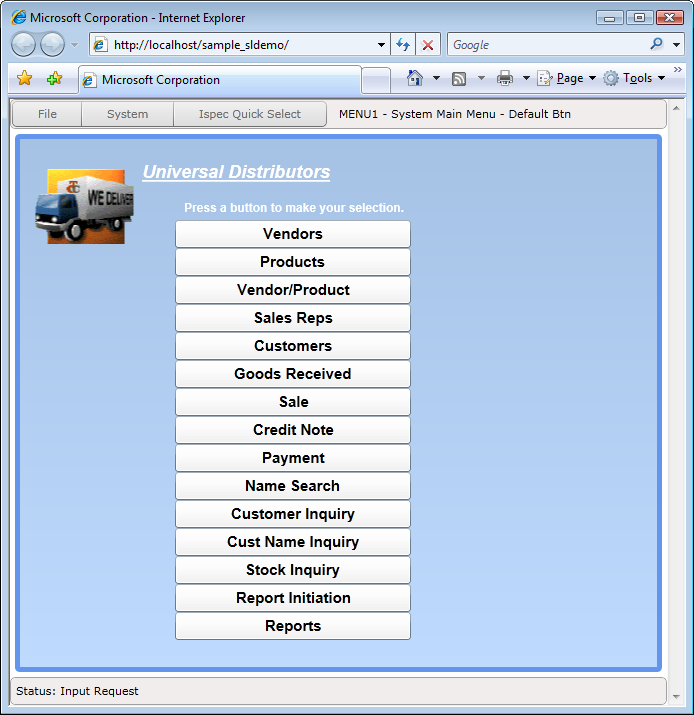 Microsoft Corporation - Internet Explorer
http://localhost/sample_sldemo/
Google
Microsoft Corporation
Page
Tools
File
System
Ispec Quick Select
MENU1 - System Main Menu - Default Btn
Universal Distributors
WE DELIVER
Press a button to make your selection.
Vendors
Products
Vendor/Product
Sales Reps
Customers
Goods Received
Sale
Credit Note
Payment
Name Search
Customer Inquiry
Cust Name Inquiry
Stock Inquiry
Report Initiation
Reports
Status: Input Request